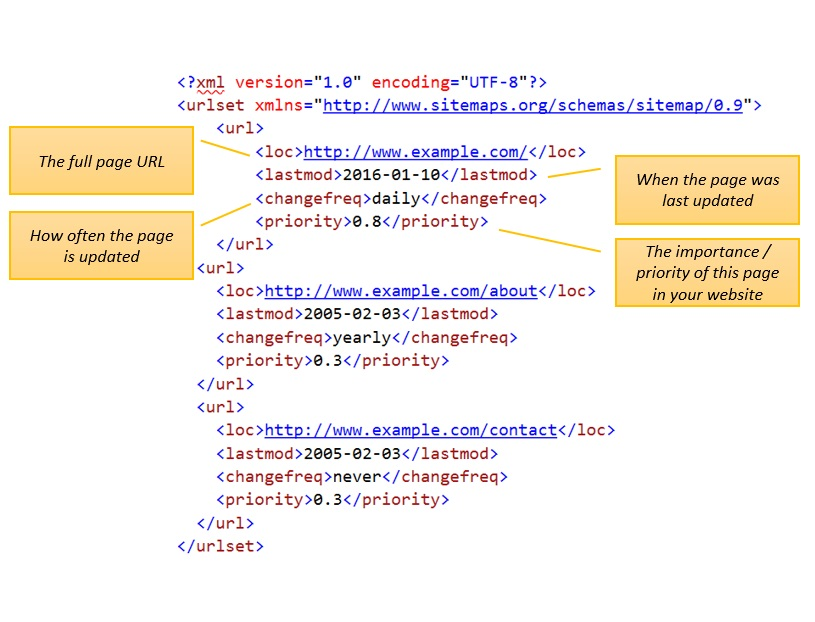 <?xml version="1.0" encoding="UTF-8"?>
<urlset xmlns="http://www.sitemaps.org/schemas/sitemap/0.9">
<url>
<loc>http://www.example.com/</loc>
<lastmod>2016-01-10</lastmod>
<changefreq>daily</changefreq>
<priority>0.8</priority>
</url>
<url>
<loc>http://www.example.com/about</loc>
<lastmod>2005-02-03</lastmod>
<changefreq>yearly</changefreq>
<priority>0.3</priority>
</url>
<url>
<loc>http://www.example.com/contact</loc>
<lastmod>2005-02-03</lastmod>
<changefreq>never</changefreq>
<priority>0.3</priority>
</url>
</urlset>
The full page URL
How often the page
is updated
When the page was
last updated
The importance /
priority of this page
in your website